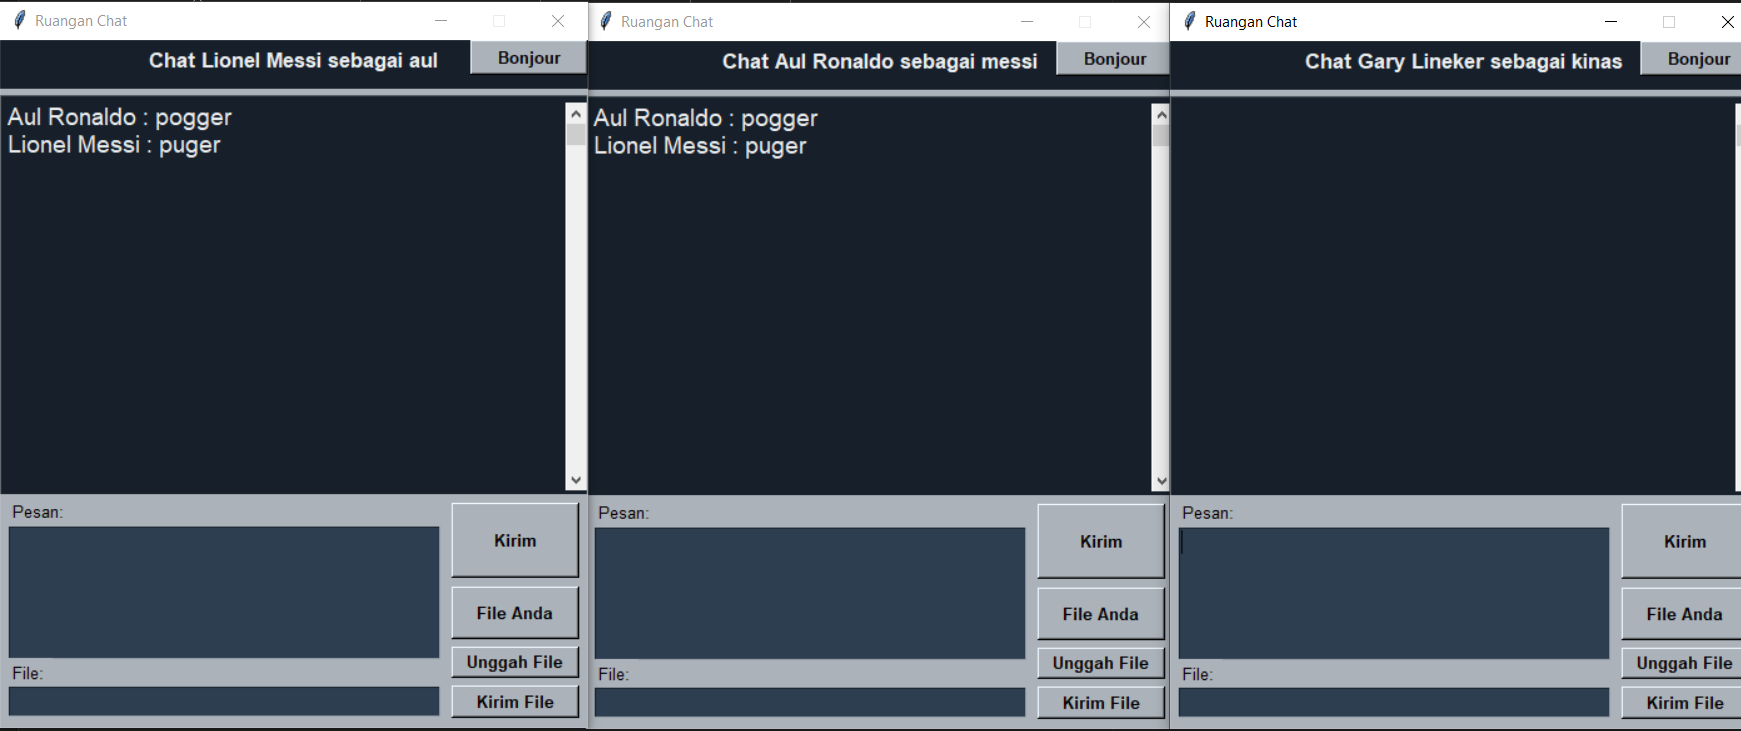 Ruangan Chat
Chat Lionel Messi sebagai aul
Bonjour
Aul Ronaldo : pogger
Lionel Messi : puger
Pesan:
Kirim
File Anda
Unggah File
File:
Kirim File
Ruangan Chat
Chat Aul Ronaldo sebagai messi
Bonjour
Aul Ronaldo : pogger
Lionel Messi : puger
Pesan:
Kirim
File Anda
Unggah File
File:
Kirim File
Ruangan Chat
Chat Gary Lineker sebagai kinas
Bonjour
Pesan:
Kirim
File Anda
Unggah File
File:
Kirim File